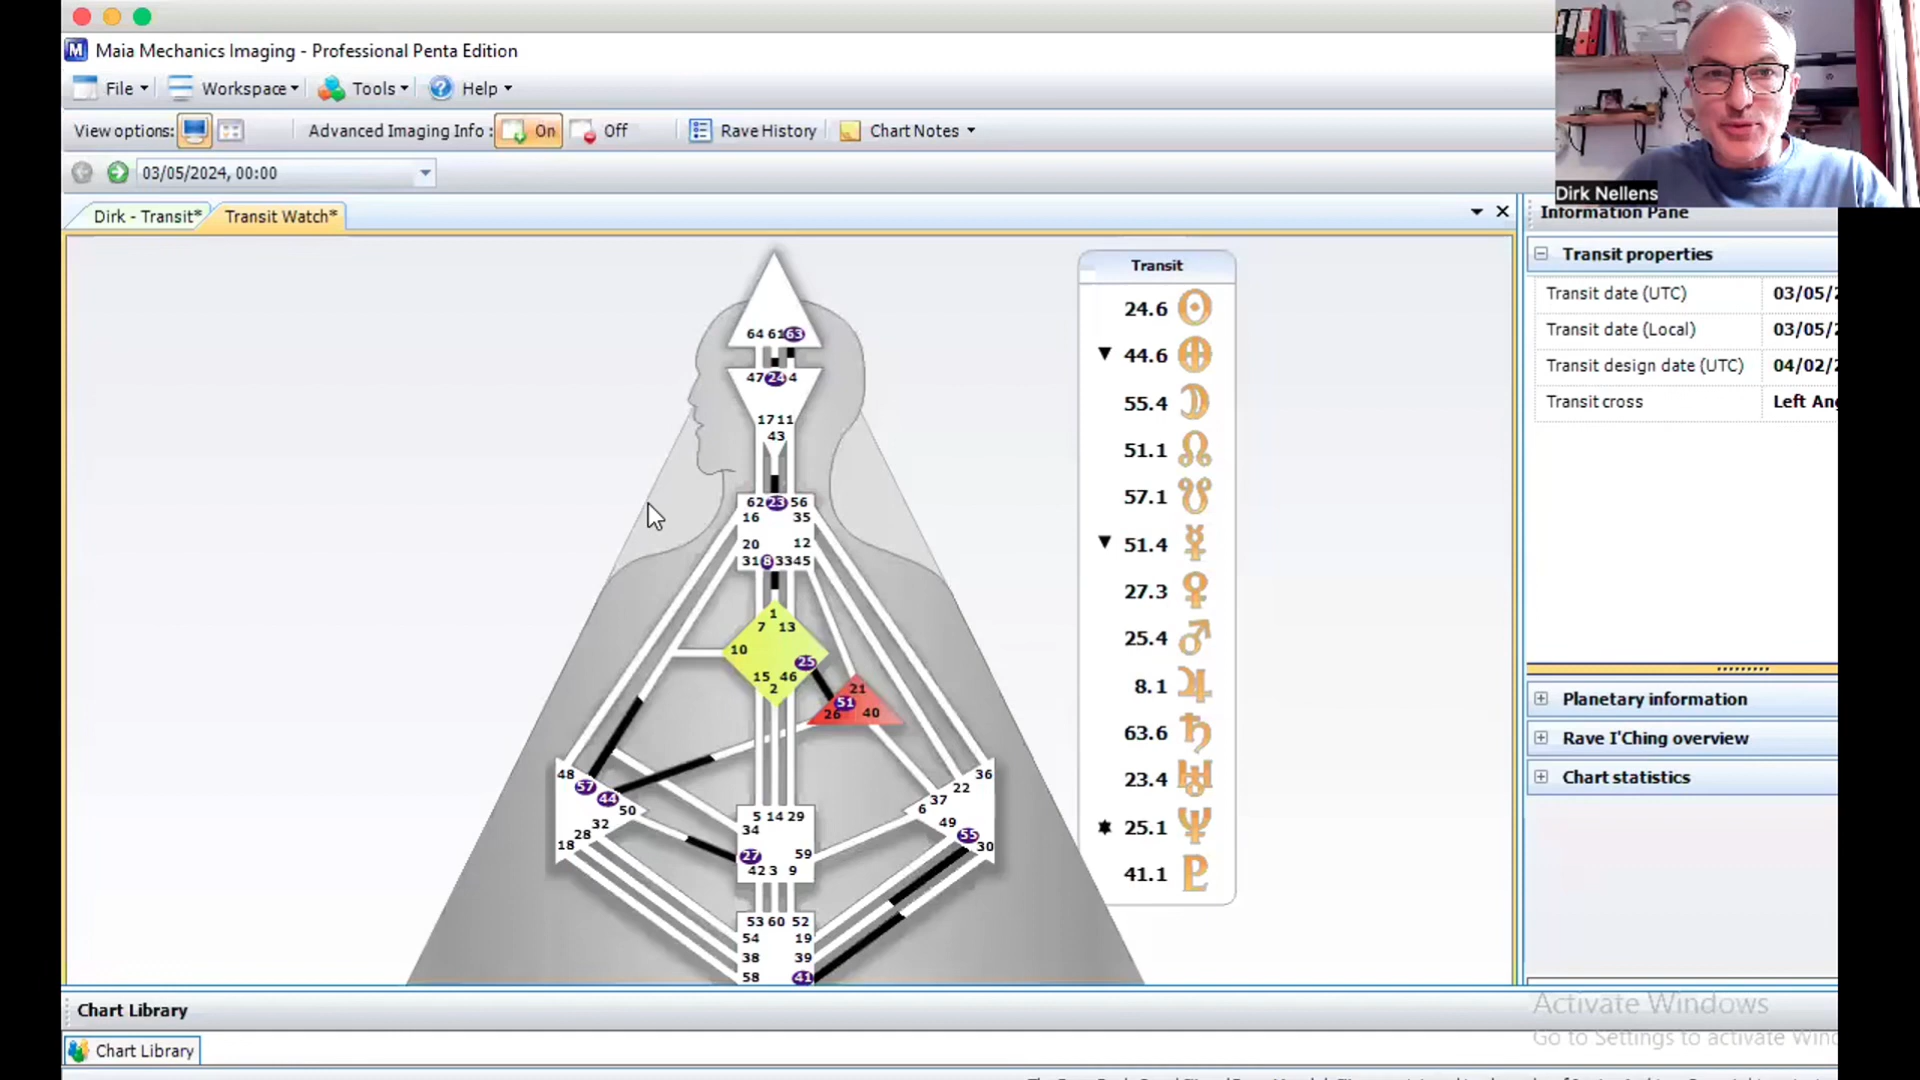 Maia Mechanics Imaging - Professional Penta Edition
File Workspace Tools Help
View options: Advanced Imaging Info : On Off Rave History Chart Notes
03/05/2024, 00:00
Dirk Nellens
Dirk - Transit* Transit Watch*
Information Pane
Transit properties
Transit date (UTC) 03/05/2
Transit date (Local) 03/05/2
Transit design date (UTC) 04/02/2
Transit cross Left Ang
Planetary information
Rave I'Ching overview
Chart statistics
Transit
24.6
44.6
55.4
51.1
57.1
51.4
27.3
25.4
8.1
63.6
23.4
25.1
41.1
64 61 63
47 24 4
17 11
43
62 23 56
16 35
20 12
31 8 33 45
1
7 13
10
25
15 46
2
21
51
26 40
48
57
44
50
32
28
18
36
22
37
6
49
55
30
5 14 29
34
27 59
42 3 9
53 60 52
54 19
38 39
58 41
Chart Library
Chart Library
Activate Windows
Go to Settings to activate Win